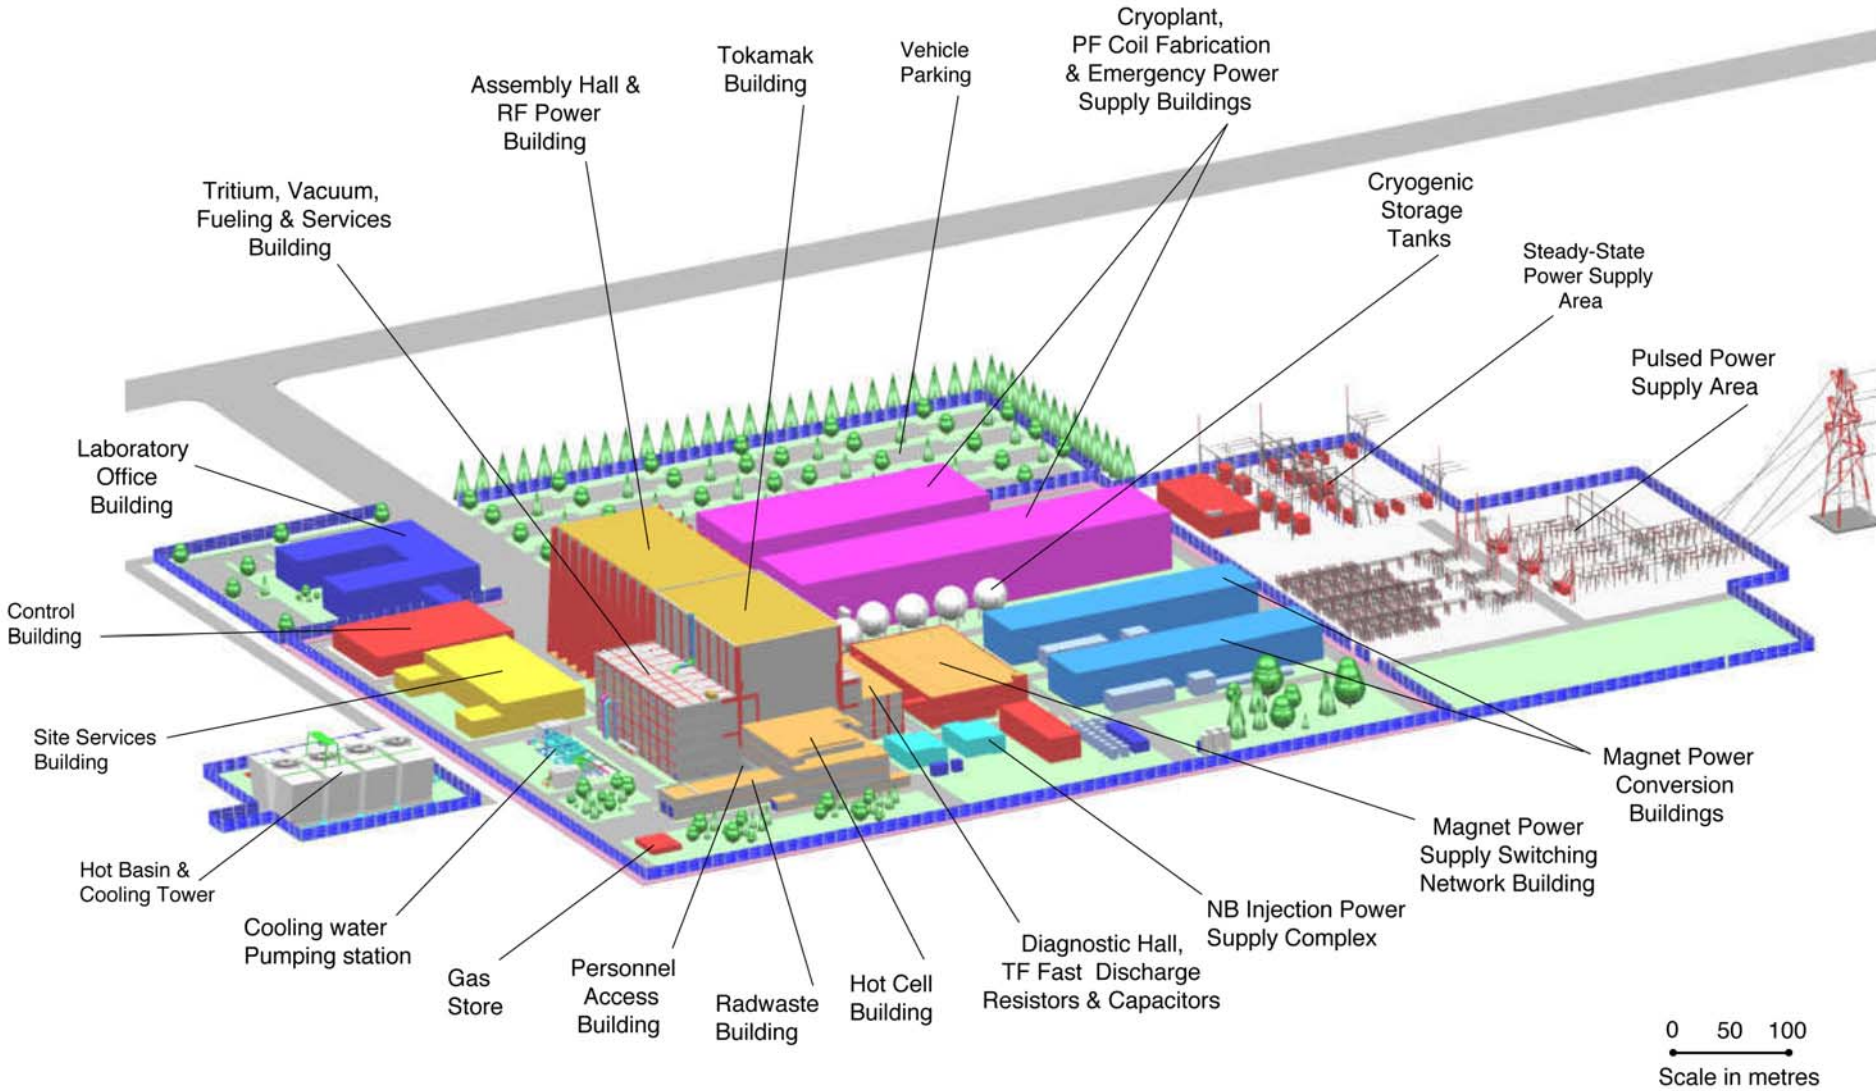 Cryoplant,
PF Coil Fabrication
& Emergency Power
Supply Buildings
Tokamak
Building
Vehicle
Parking
Assembly Hall &
RF Power
Building
Tritium, Vacuum,
Fueling & Services
Building
Cryogenic
Storage
Tanks
Steady-State
Power Supply
Area
Pulsed Power
Supply Area
Laboratory
Office
Building
Control
Building
Site Services
Building
Hot Basin &
Cooling Tower
Cooling water
Pumping station
Gas
Store
Personnel
Access
Building
Radwaste
Building
Hot Cell
Building
Diagnostic Hall,
TF Fast Discharge
Resistors & Capacitors
NB Injection Power
Supply Complex
Magnet Power
Supply Switching
Network Building
Magnet Power
Conversion
Buildings
0 50 100
Scale in metres